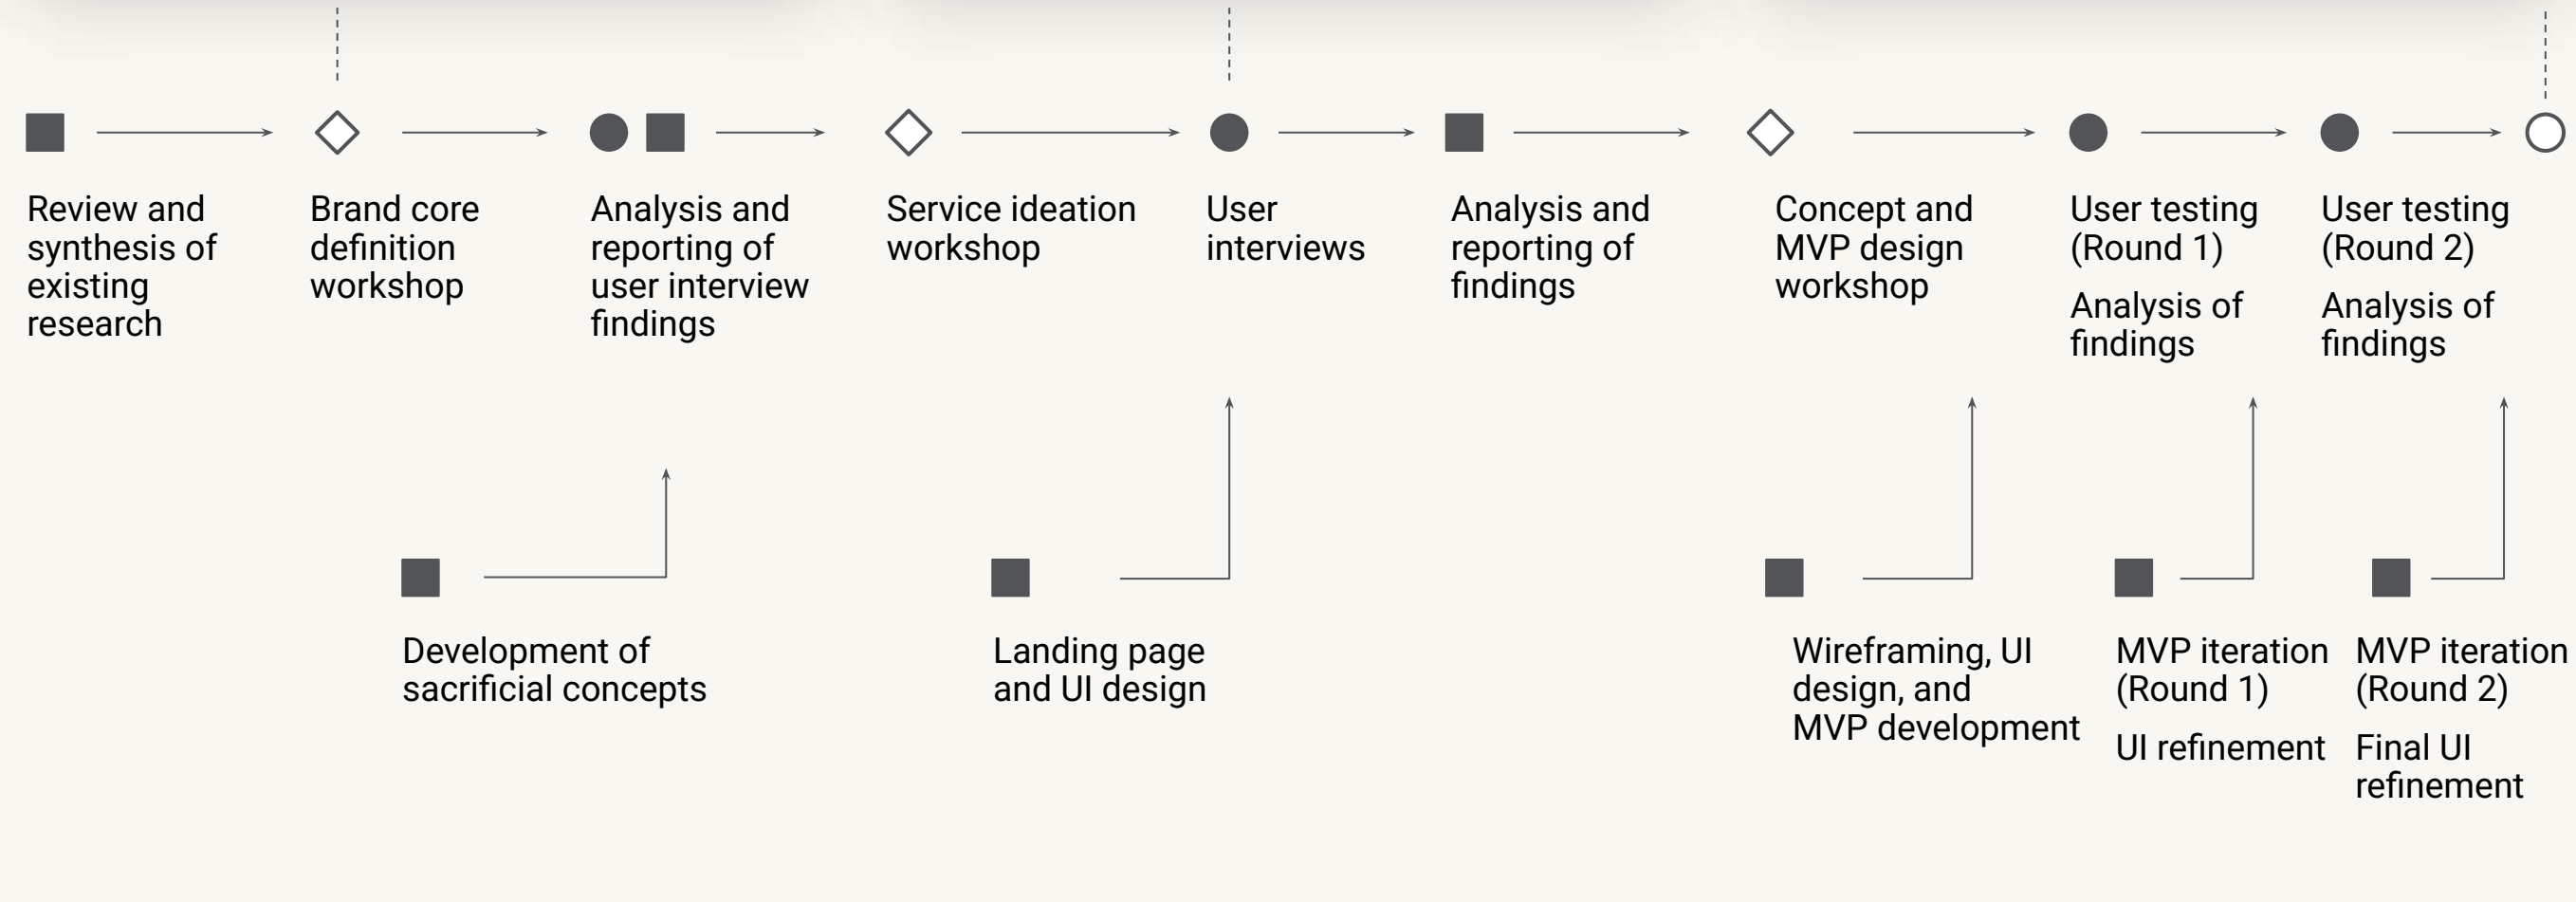 Review and
synthesis of
existing
research
Brand core
definition
workshop
Analysis and
reporting of
user interview
findings
Service ideation
workshop
User
interviews
Analysis and
reporting of
findings
Concept and
MVP design
workshop
User testing
(Round 1)
Analysis of
findings
User testing
(Round 2)
Analysis of
findings
Development of
sacrificial concepts
Landing page
and UI design
Wireframing, UI
design, and
MVP development
MVP iteration
(Round 1)
UI refinement
MVP iteration
(Round 2)
Final UI
refinement